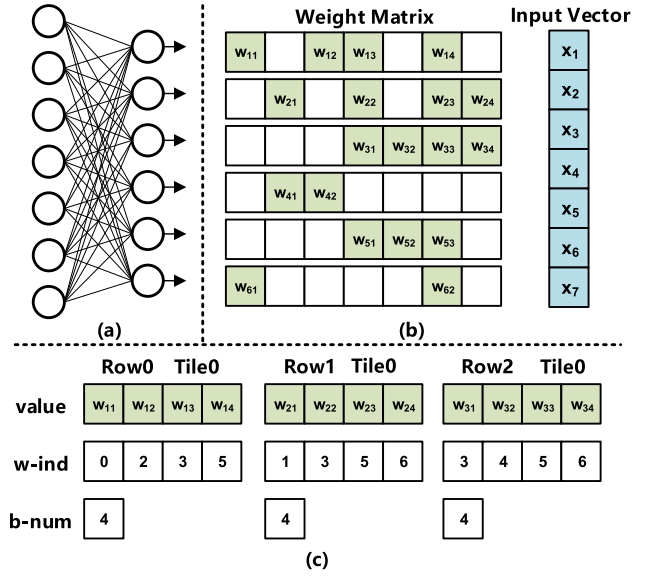 Weight Matrix Input Vector
w11 w12 w13 w14 x1
w21 w22 w23 w24 x2
w31 w32 w33 w34 x3
w41 w42 x4
x5
w51 w52 w53 x6
w61 w62 x7
(a) (b)
Row0 Tile0 Row1 Tile0 Row2 Tile0
value w11 w12 w13 w14 w21 w22 w23 w24 w31 w32 w33 w34
w-ind 0 2 3 5 1 3 5 6 3 4 5 6
b-num 4 4 4
(c)